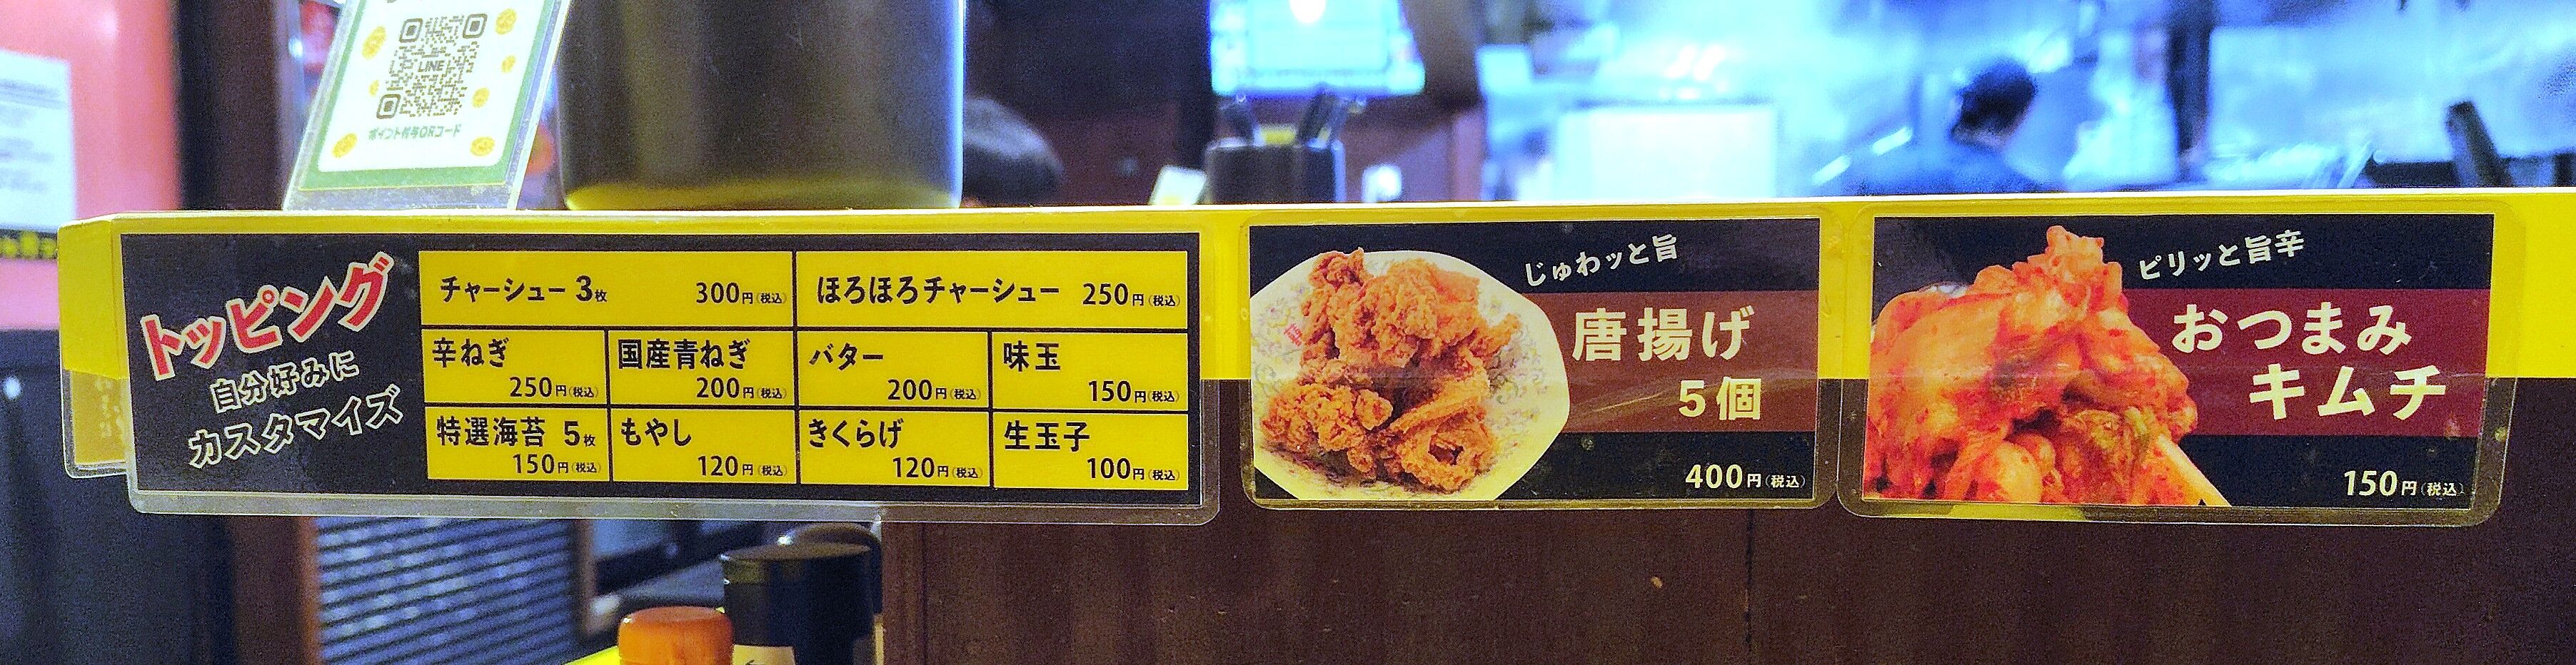 LINE
ポイント付与QRコード
トッピング
自分好みに
カスタマイズ
チャーシュー 3枚 300円(税込)
ほろほろチャーシュー 250円(税込)
辛ねぎ
250円(税込)
国産青ねぎ
200円(税込)
バター
200円(税込)
味玉
150円(税込)
特選海苔 5枚
150円(税込)
もやし
120円(税込)
きくらげ
120円(税込)
生玉子
100円(税込)
じゅわッと旨
唐揚げ
5個
400円(税込)
ピリッと旨辛
おつまみ
キムチ
150円(税込)